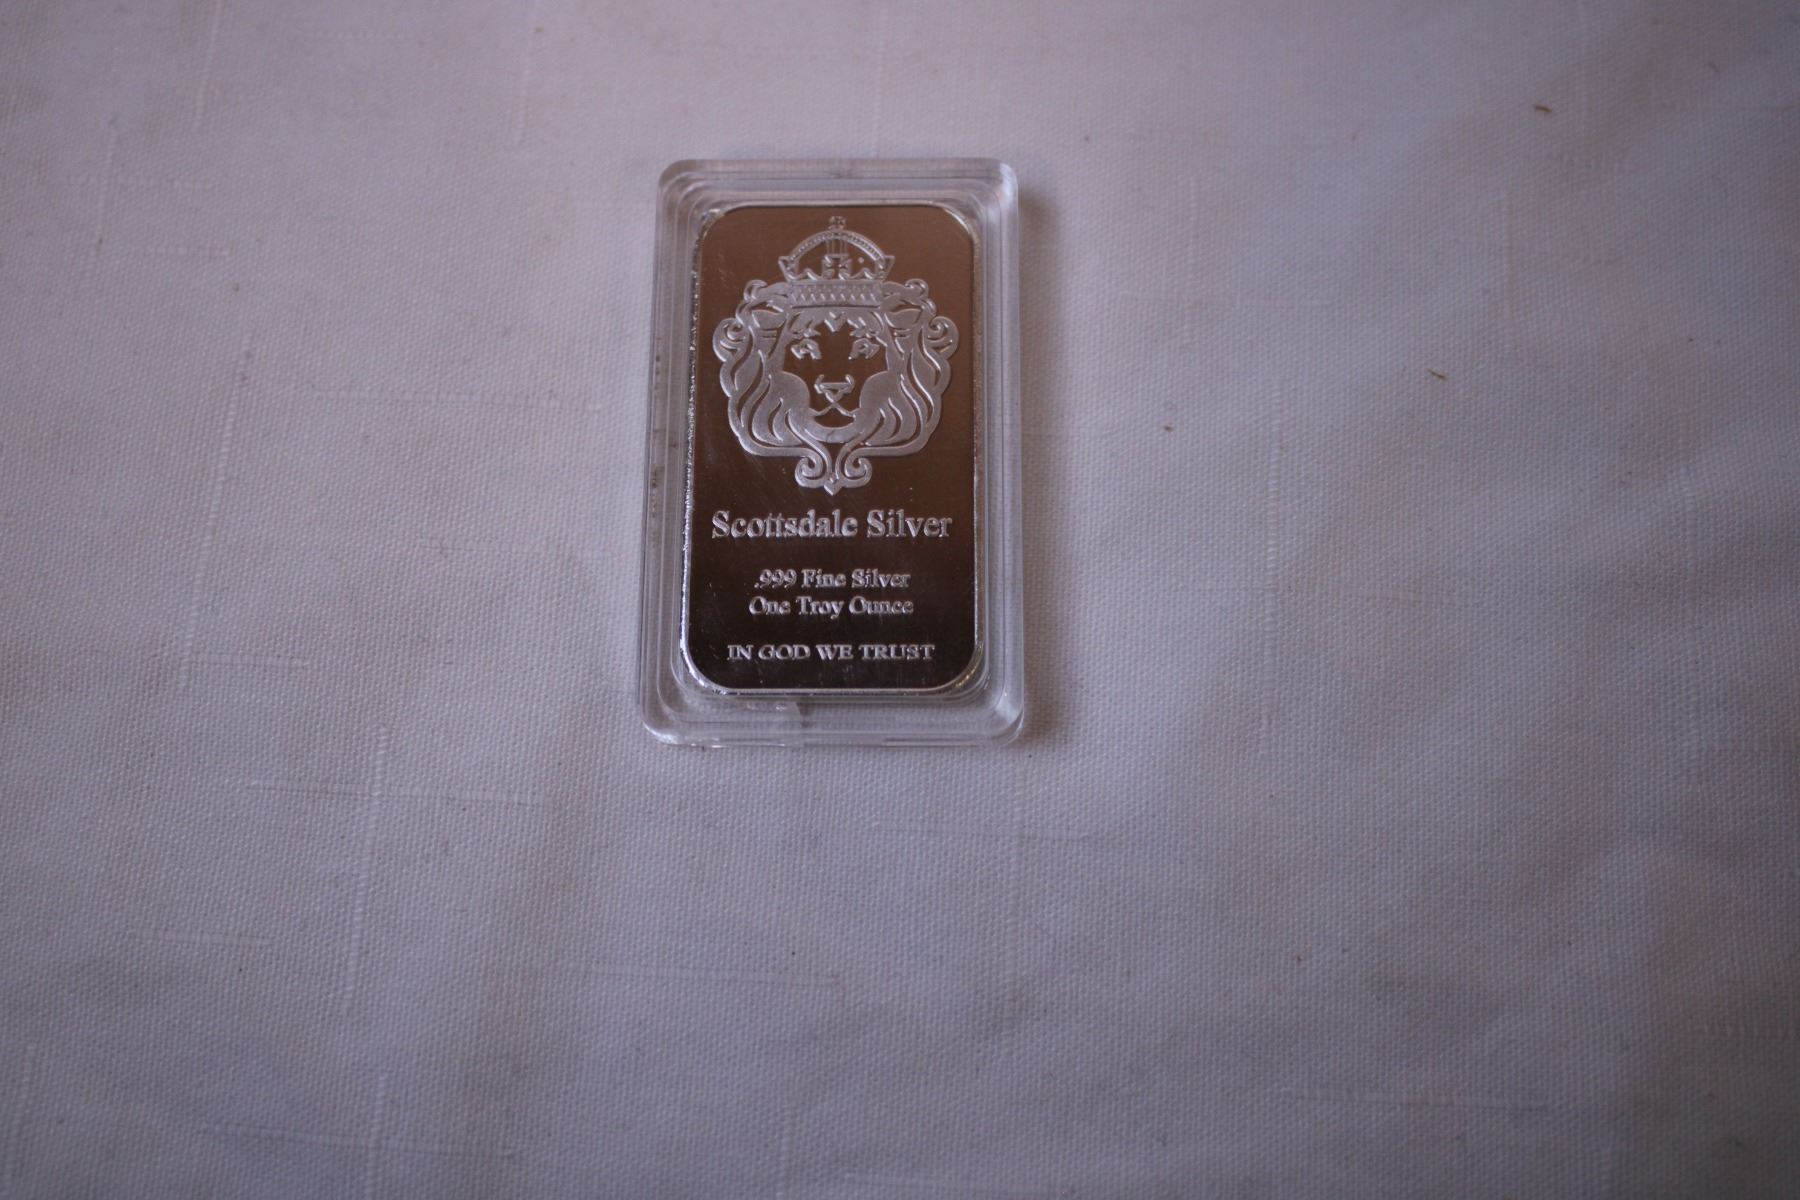 Scottsdale Silver
.999 Fine Silver
One Troy Ounce
IN GOD WE TRUST